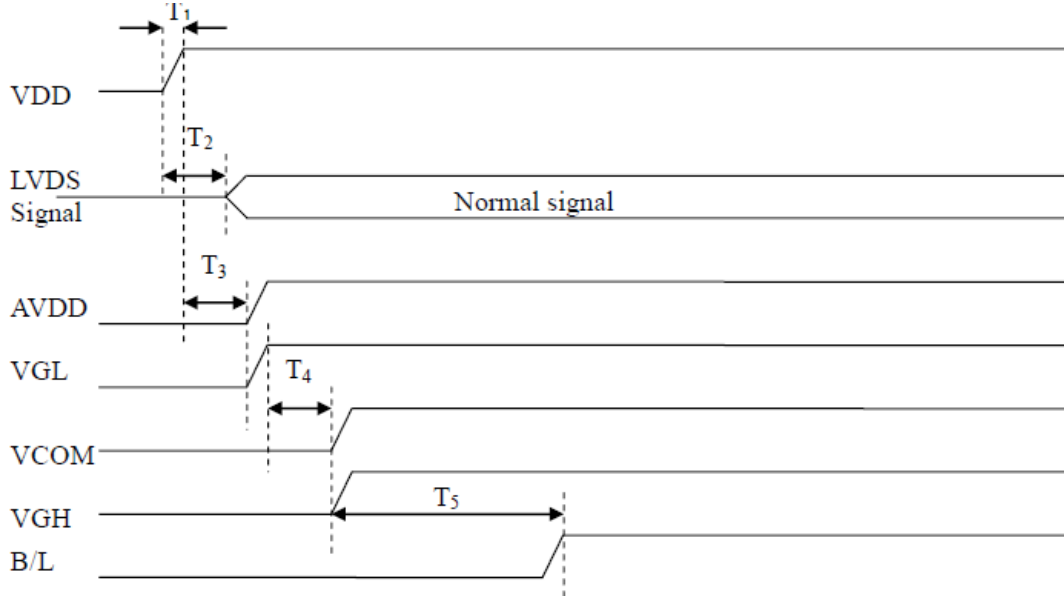 T₁
VDD
T₂
LVDS
Signal
Normal signal
T₃
AVDD
VGL
T₄
VCOM
T₅
VGH
B/L